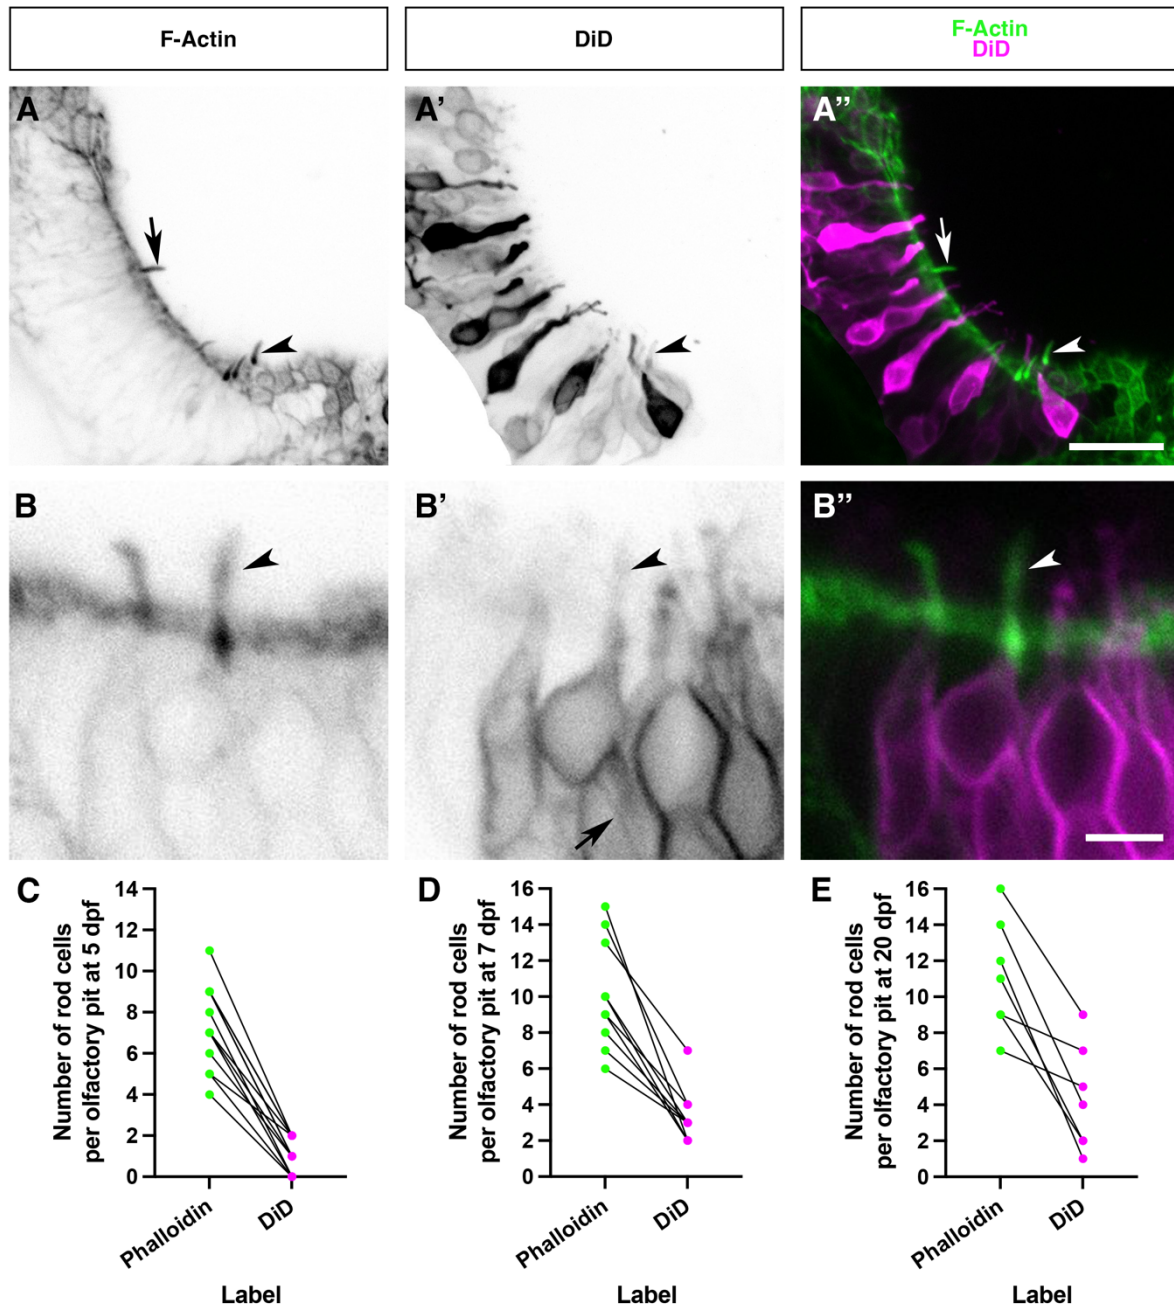 F-Actin
DiD
F-Actin
DiD
A
A'
A''
B
B'
B''
C
Number of rod cells
per olfactory pit at 5 dpf
14
12
10
8
6
4
2
0
Phalloidin
DiD
Label
D
Number of rod cells
per olfactory pit at 7 dpf
16
14
12
10
8
6
4
2
0
Phalloidin
DiD
Label
E
Number of rod cells
per olfactory pit at 20 dpf
16
14
12
10
8
6
4
2
0
Phalloidin
DiD
Label